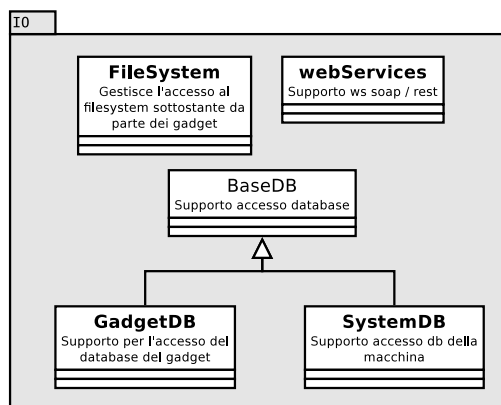 IO
FileSystem
Gestisce l'accesso al
filesystem sottostante da
parte dei gadget
webServices
Supporto ws soap / rest
BaseDB
Supporto accesso database
GadgetDB
Supporto per l'accesso del
database del gadget
SystemDB
Supporto accesso db della
macchina